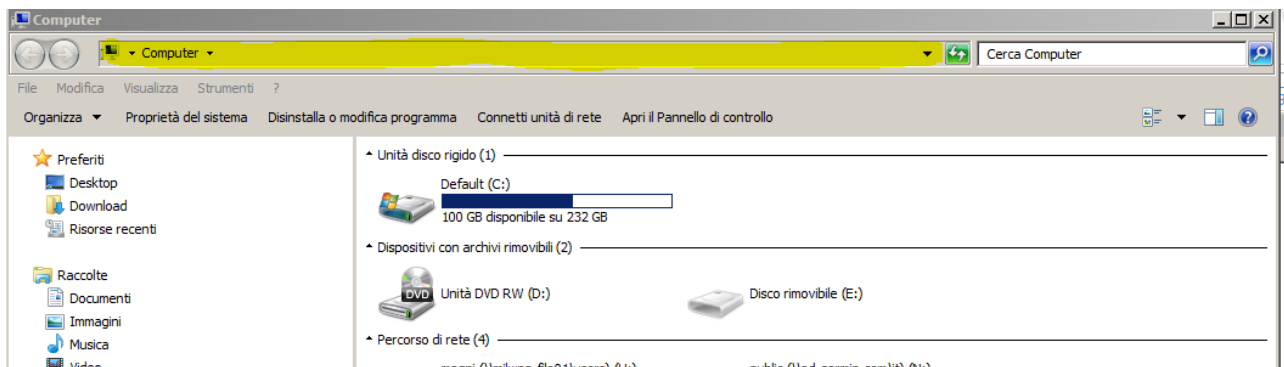 Computer
Computer
Cerca Computer
File Modifica Visualizza Strumenti ?
Organizza Proprietà del sistema Disinstalla o modifica programma Connetti unità di rete Apri il Pannello di controllo
Preferiti
Desktop
Download
Risorse recenti
Raccolte
Documenti
Immagini
Musica
Video
Unità disco rigido (1)
Default (C:)
100 GB disponibile su 232 GB
Dispositivi con archivi rimovibili (2)
DVD
Unità DVD RW (D:)
Disco rimovibile (E:)
Percorso di rete (4)